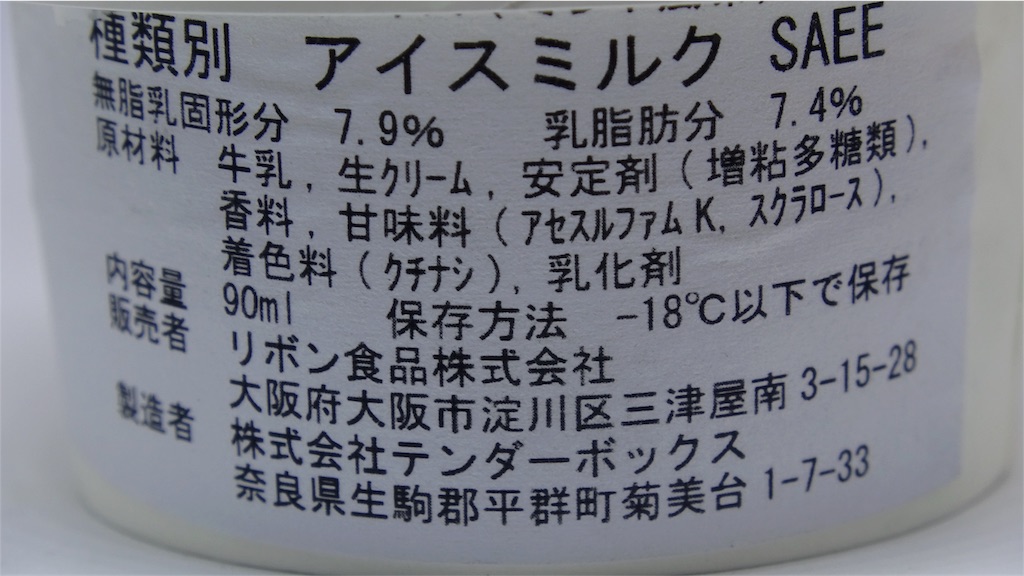 種類別 アイスミルク SAEE
無脂乳固形分 7.9% 乳脂肪分 7.4%
原材料 牛乳, 生クリーム, 安定剤(増粘多糖類),
香料, 甘味料(アセスルファムK, スクラロース),
着色料(クチナシ), 乳化剤
内容量 90ml 保存方法 -18℃以下で保存
販売者 リボン食品株式会社
大阪府大阪市淀川区三津屋南3-15-28
製造者 株式会社テンダーボックス
奈良県生駒郡平群町菊美台1-7-33